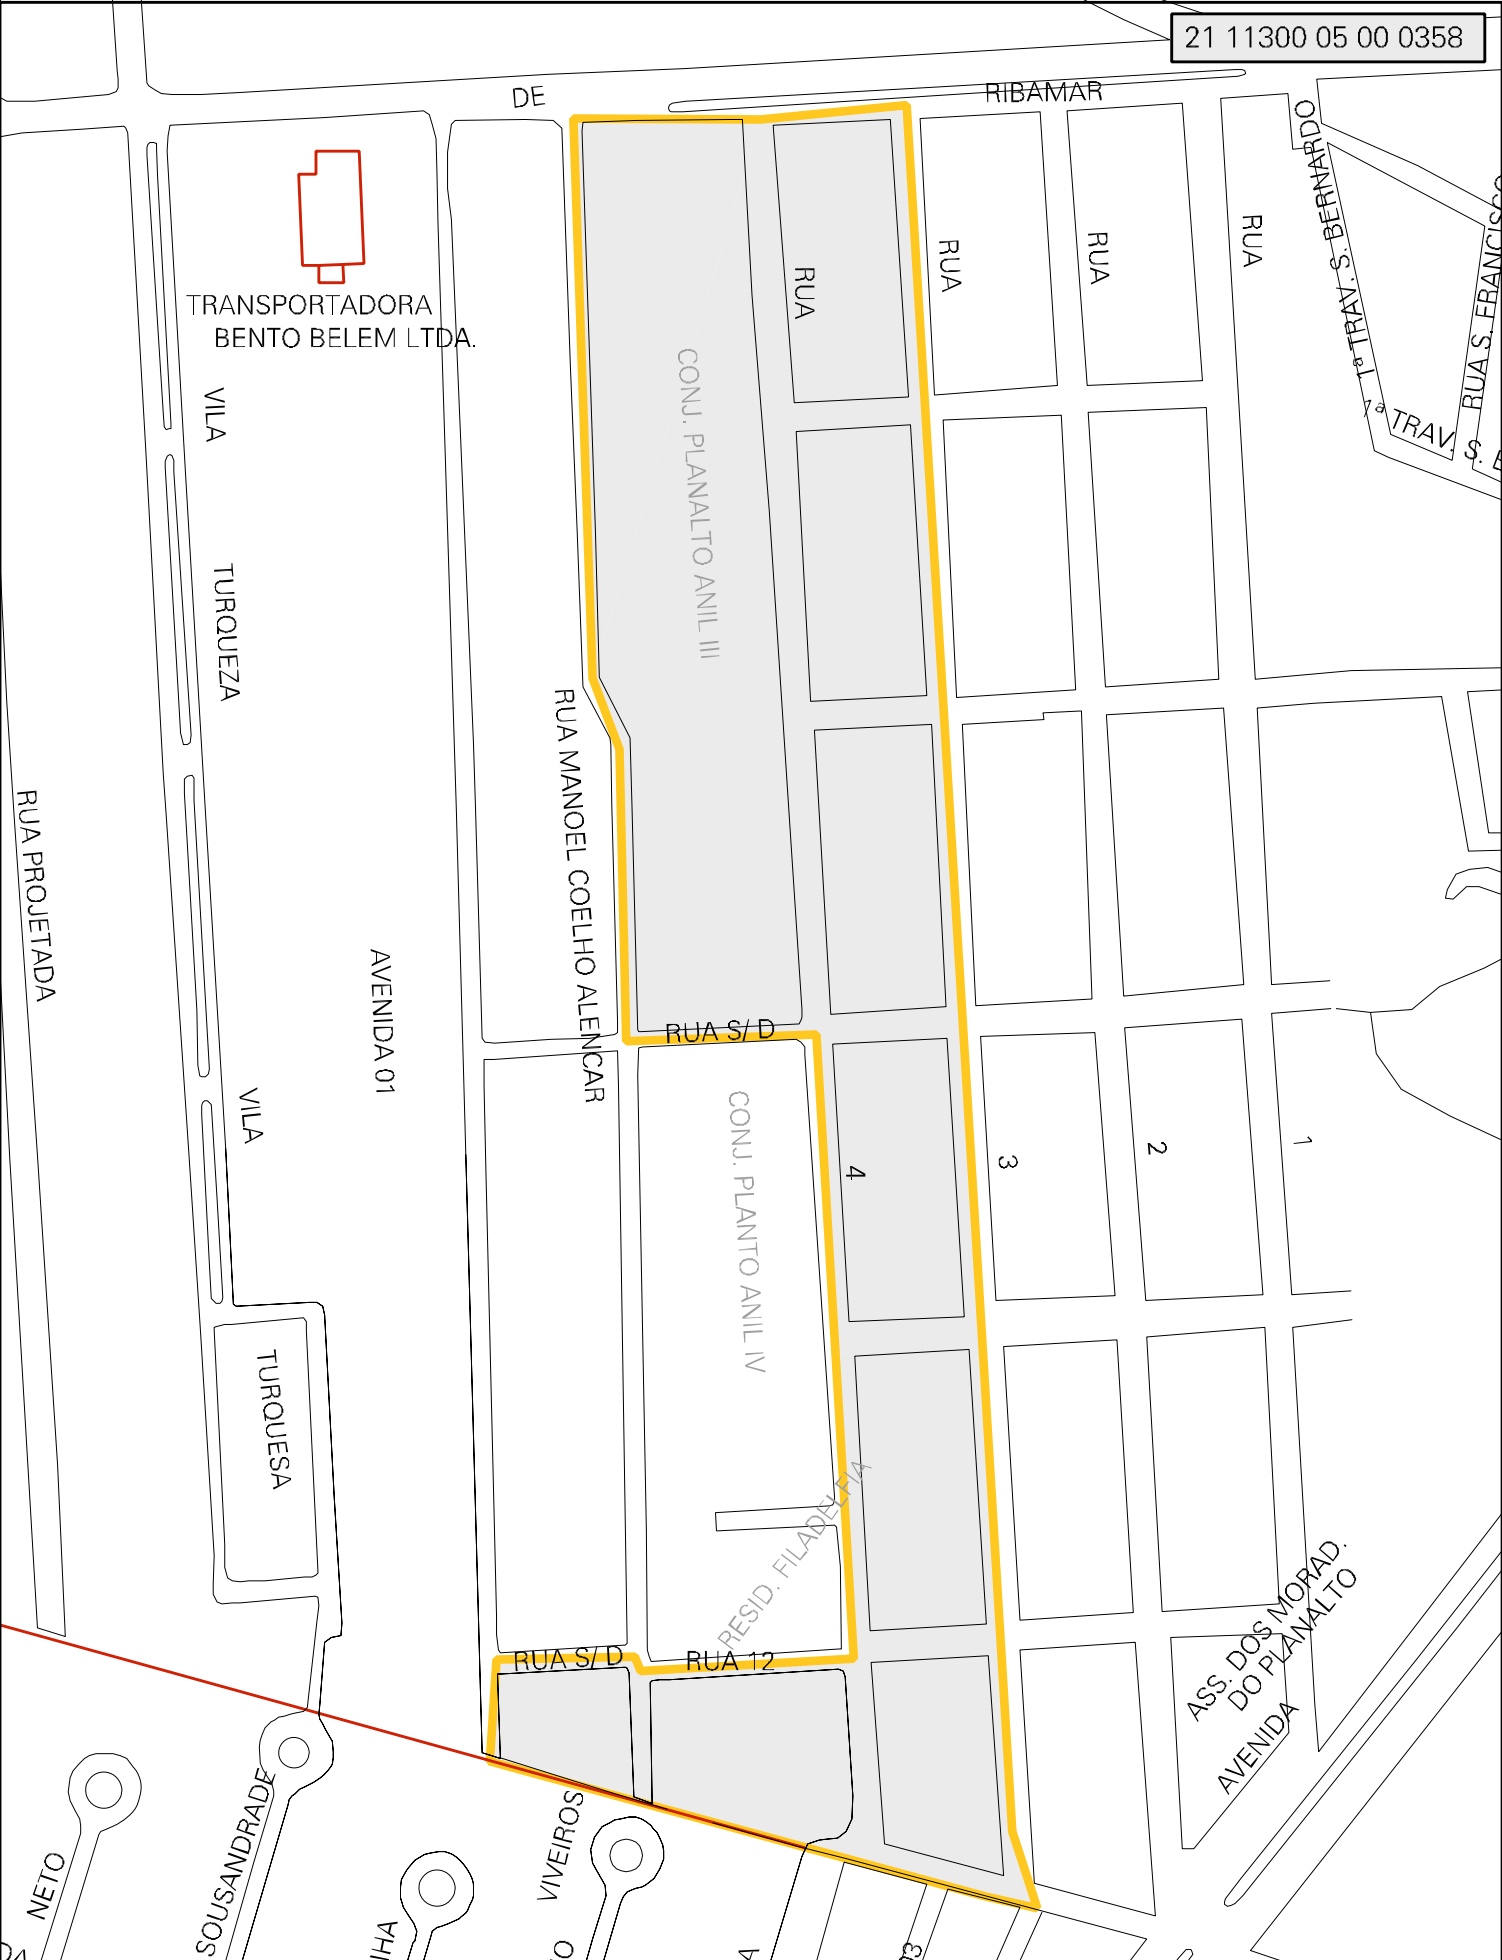 21 11300 05 00 0358
DE
RIBAMAR
RUA
RUA
RUA
RUA
1ª TRAV. S. BERNARDO
RUA S. FRANCISCO
1ª TRAV. S. B
TRANSPORTADORA
BENTO BELEM LTDA.
VILA
TURQUEZA
CONJ. PLANALTO ANIL III
RUA MANOEL COELHO ALENCAR
RUA PROJETADA
AVENIDA 01
VILA
TURQUESA
RUA S/D
CONJ. PLANTO ANIL IV
4
3
2
1
RESID. FILADELFIA
RUA S/D
RUA 12
ASS. DOS MORAD.
DO PLANALTO
AVENIDA
NETO
SOUSANDRADE
VIVEIROS